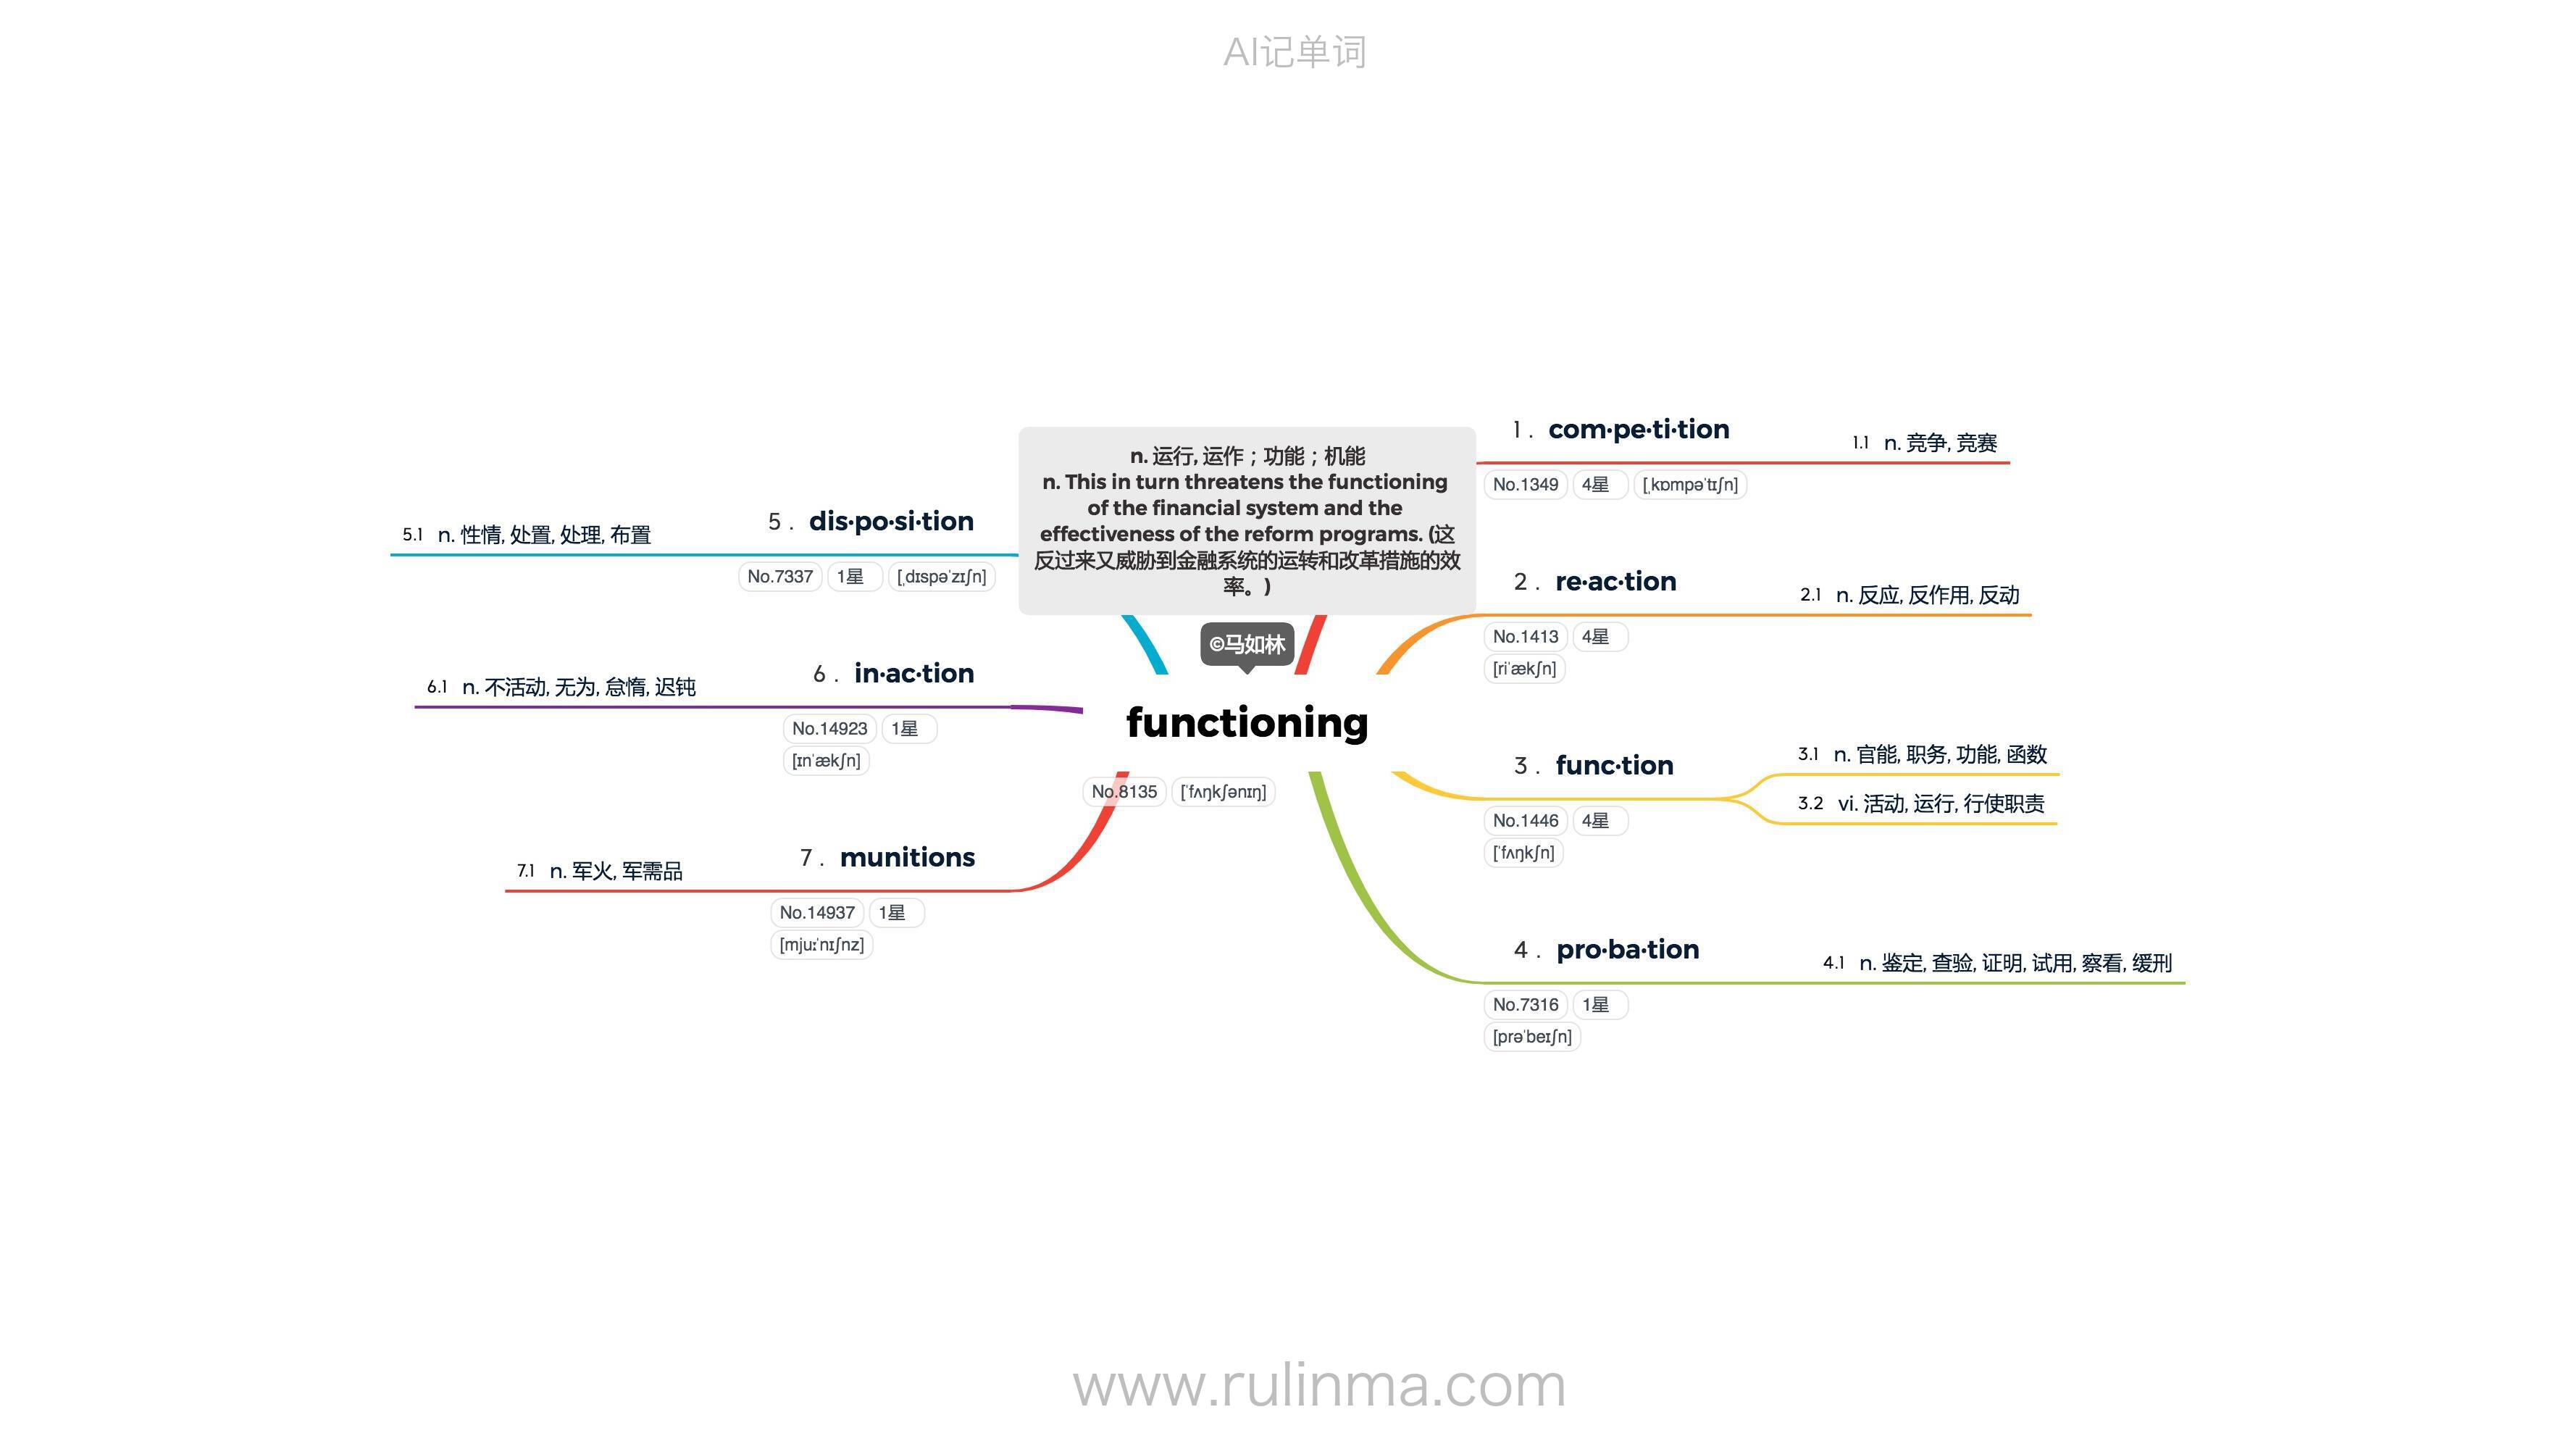 AI记单词
n. 运行, 运作；功能；机能
n. This in turn threatens the functioning
of the financial system and the
effectiveness of the reform programs. (这
反过来又威胁到金融系统的运转和改革措施的效
率。)
©马如林
functioning
No.8135 [ˈfʌŋkʃənɪŋ]
1 . com·pe·ti·tion
1.1 n. 竞争, 竞赛
No.1349 4星 [ˌkɒmpəˈtɪʃn]
2 . re·ac·tion
2.1 n. 反应, 反作用, 反动
No.1413 4星
[riˈækʃn]
3 . func·tion
3.1 n. 官能, 职务, 功能, 函数
3.2 vi. 活动, 运行, 行使职责
No.1446 4星
[ˈfʌŋkʃn]
4 . pro·ba·tion
4.1 n. 鉴定, 查验, 证明, 试用, 察看, 缓刑
No.7316 1星
[prəˈbeɪʃn]
5 . dis·po·si·tion
5.1 n. 性情, 处置, 处理, 布置
No.7337 1星 [ˌdɪspəˈzɪʃn]
6 . in·ac·tion
6.1 n. 不活动, 无为, 怠惰, 迟钝
No.14923 1星
[ɪnˈækʃn]
7 . munitions
7.1 n. 军火, 军需品
No.14937 1星
[mjuːˈnɪʃnz]
www.rulinma.com